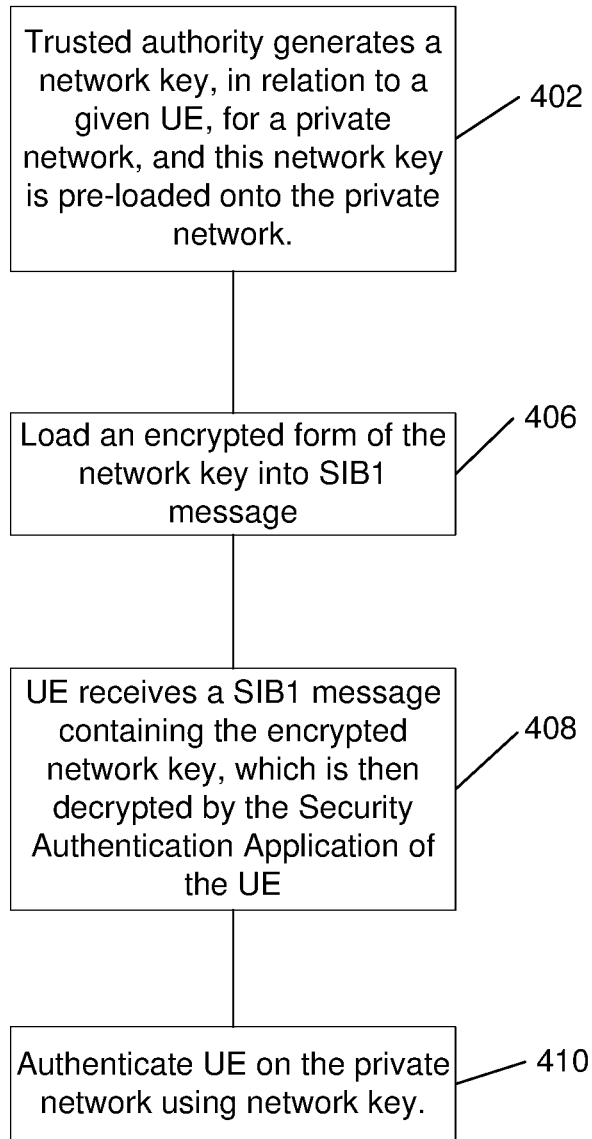 Trusted authority generates a
network key, in relation to a
given UE, for a private
network, and this network key
is pre-loaded onto the private
network.
402
Load an encrypted form of the
network key into SIB1
message
406
UE receives a SIB1 message
containing the encrypted
network key, which is then
decrypted by the Security
Authentication Application of
the UE
408
Authenticate UE on the private
network using network key.
410